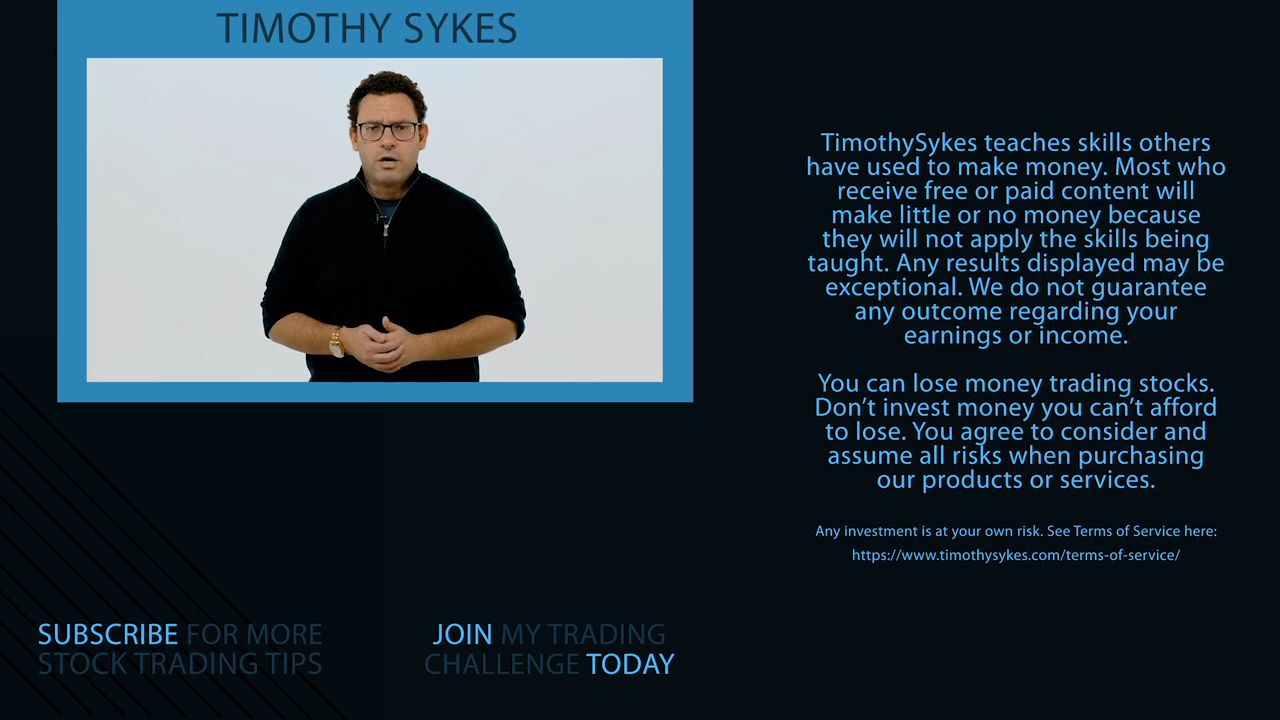 TIMOTHY SYKES
TimothySykes teaches skills others
have used to make money. Most who
receive free or paid content will
make little or no money because
they will not apply the skills being
taught. Any results displayed may be
exceptional. We do not guarantee
any outcome regarding your
earnings or income.
You can lose money trading stocks.
Don’t invest money you can’t afford
to lose. You agree to consider and
assume all risks when purchasing
our products or services.
Any investment is at your own risk. See Terms of Service here:
https://www.timothysykes.com/terms-of-service/
SUBSCRIBE FOR MORE
STOCK TRADING TIPS
JOIN MY TRADING
CHALLENGE TODAY